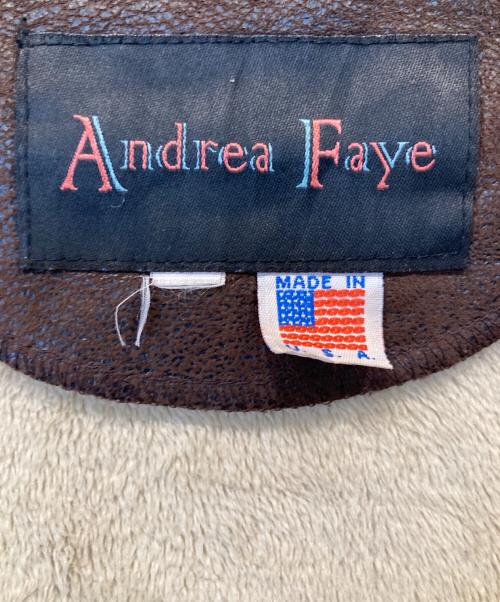 Andrea Faye
MADE IN
U. S. A.